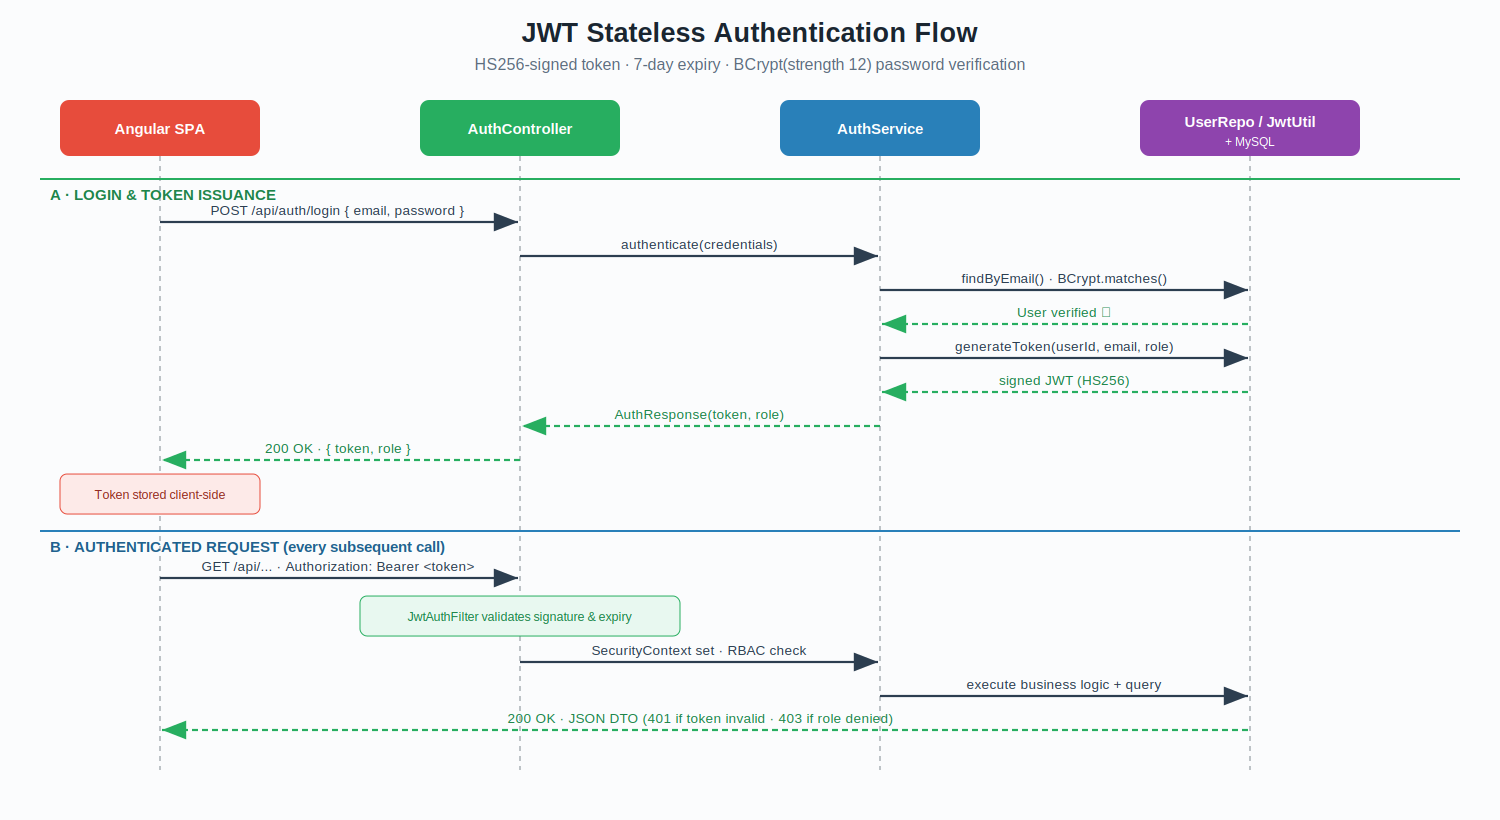 JWT Stateless Authentication Flow
HS256-signed token · 7-day expiry · BCrypt(strength 12) password verification
Angular SPA
AuthController
AuthService
UserRepo / JwtUtil
+ MySQL
A · LOGIN & TOKEN ISSUANCE
POST /api/auth/login { email, password }
authenticate(credentials)
findByEmail() · BCrypt.matches()
User verified
generateToken(userId, email, role)
signed JWT (HS256)
AuthResponse(token, role)
200 OK · { token, role }
Token stored client-side
B · AUTHENTICATED REQUEST (every subsequent call)
GET /api/... · Authorization: Bearer <token>
JwtAuthFilter validates signature & expiry
SecurityContext set · RBAC check
execute business logic + query
200 OK · JSON DTO (401 if token invalid · 403 if role denied)